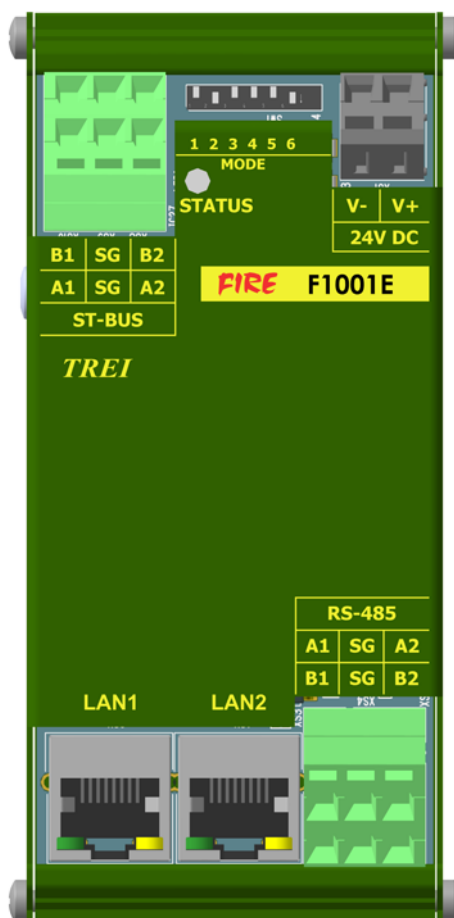 1 2 3 4 5 6
MODE
STATUS
V- V+
24V DC
B1 SG B2
A1 SG A2
ST-BUS
FIRE F1001E
TREI
RS-485
A1 SG A2
B1 SG B2
LAN1 LAN2
XS4